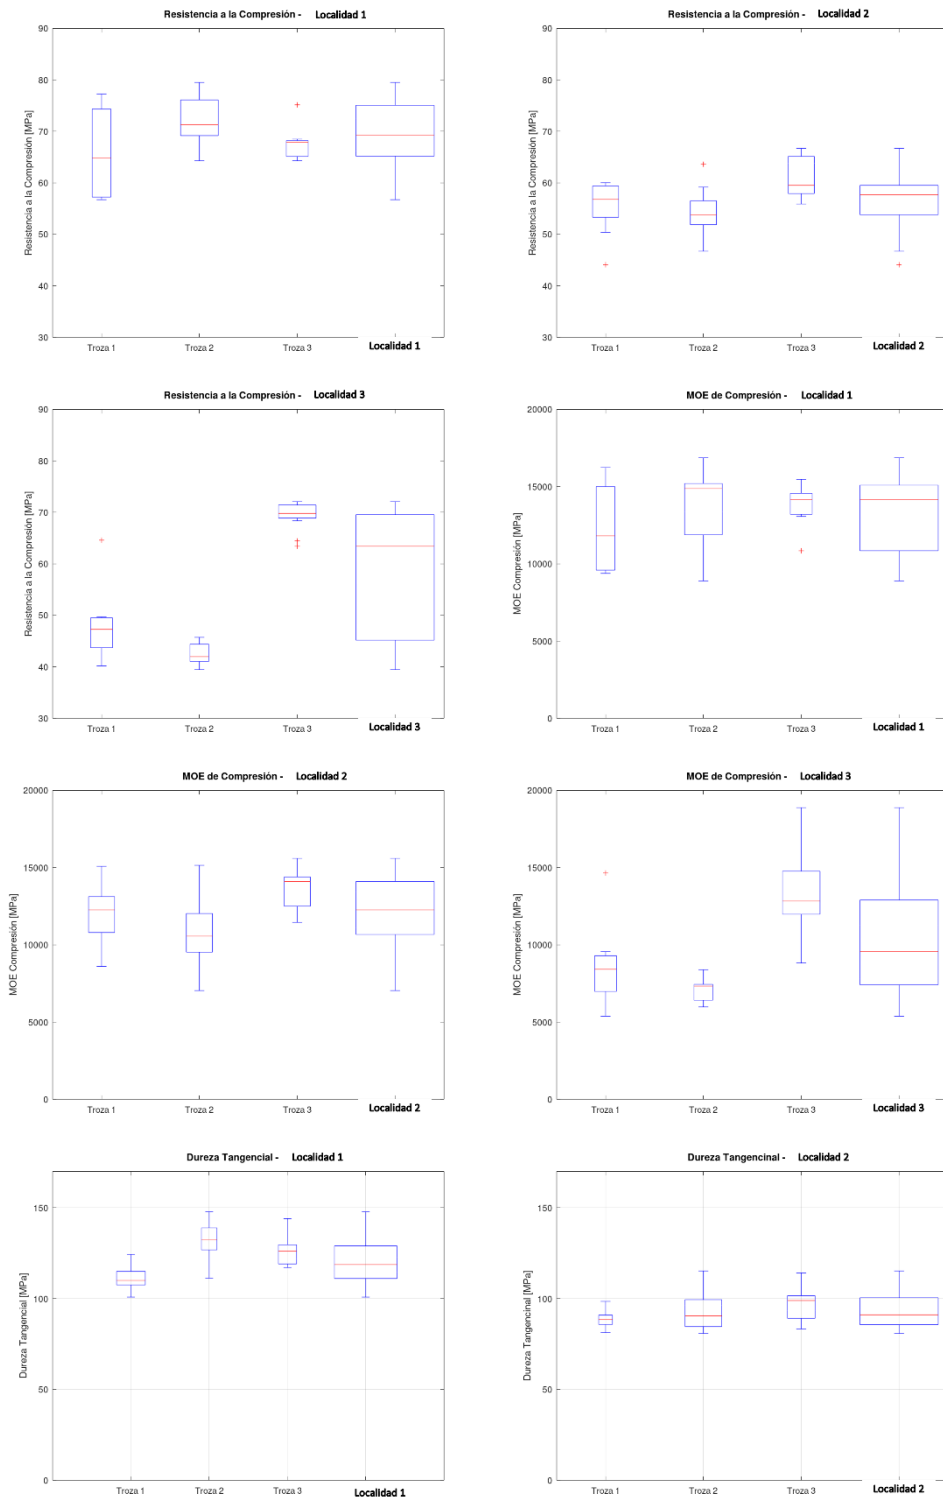 Resistencia a la Compresión - Localidad 1
90
80
70
60
50
40
30
Resistencia a la Compresión [MPa]
Troza 1 Troza 2 Troza 3 Localidad 1
Resistencia a la Compresión - Localidad 2
90
80
70
60
50
40
30
Resistencia a la Compresión [MPa]
Troza 1 Troza 2 Troza 3 Localidad 2
Resistencia a la Compresión - Localidad 3
90
80
70
60
50
40
30
Resistencia a la Compresión [MPa]
Troza 1 Troza 2 Troza 3 Localidad 3
MOE de Compresión - Localidad 1
20000
15000
10000
5000
0
MOE Compresión [MPa]
Troza 1 Troza 2 Troza 3 Localidad 1
MOE de Compresión - Localidad 2
20000
15000
10000
5000
0
MOE Compresión [MPa]
Troza 1 Troza 2 Troza 3 Localidad 2
MOE de Compresión - Localidad 3
20000
15000
10000
5000
0
MOE Compresión [MPa]
Troza 1 Troza 2 Troza 3 Localidad 3
Dureza Tangencial - Localidad 1
150
100
50
0
Dureza Tangencial [MPa]
Troza 1 Troza 2 Troza 3 Localidad 1
Dureza Tangencinal - Localidad 2
150
100
50
0
Dureza Tangencinal [MPa]
Troza 1 Troza 2 Troza 3 Localidad 2